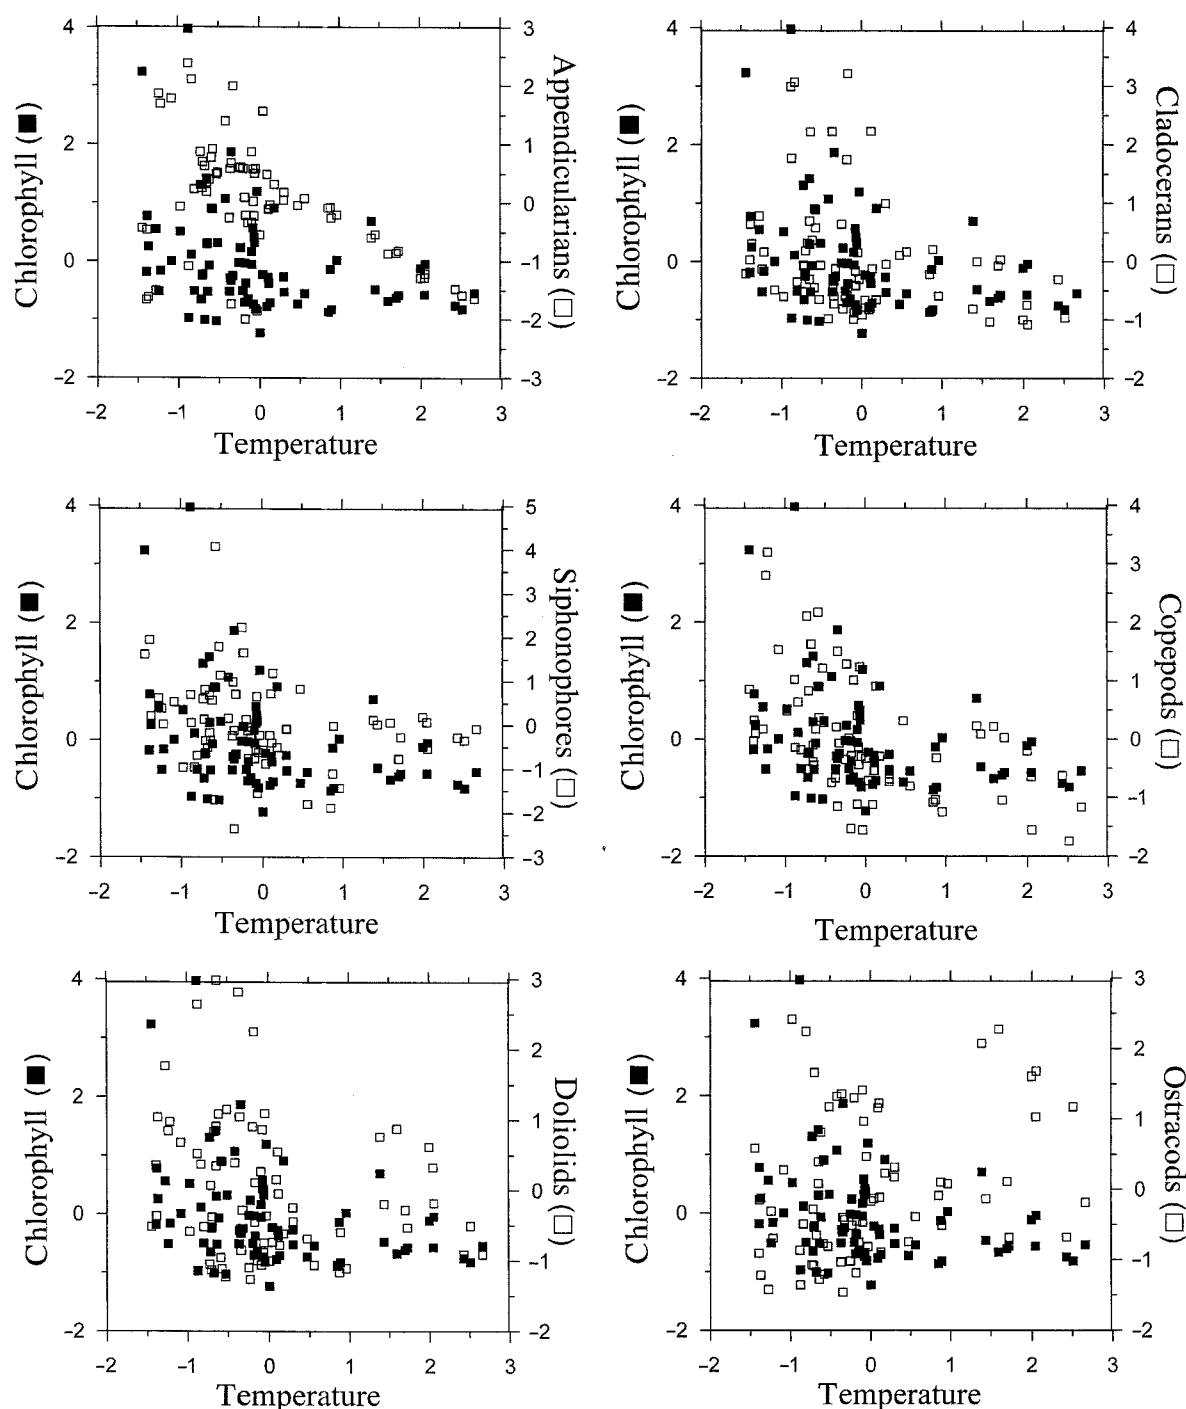 4
2
0
−2
Chlorophyll (■)
3
2
1
0
−1
−2
−3
Appendicularians (□)
−2 −1 0 1 2 3
Temperature
4
2
0
−2
Chlorophyll (■)
4
3
2
1
0
−1
−2
Cladocerans (□)
−2 −1 0 1 2 3
Temperature
4
2
0
−2
Chlorophyll (■)
5
4
3
2
1
0
−1
−2
−3
Siphonophores (□)
−2 −1 0 1 2 3
Temperature
4
2
0
−2
Chlorophyll (■)
4
3
2
1
0
−1
−2
Copepods (□)
−2 −1 0 1 2 3
Temperature
4
2
0
−2
Chlorophyll (■)
3
2
1
0
−1
−2
Doliolids (□)
−2 −1 0 1 2 3
Temperature
4
2
0
−2
Chlorophyll (■)
3
2
1
0
−1
−2
Ostracods (□)
−2 −1 0 1 2 3
Temperature